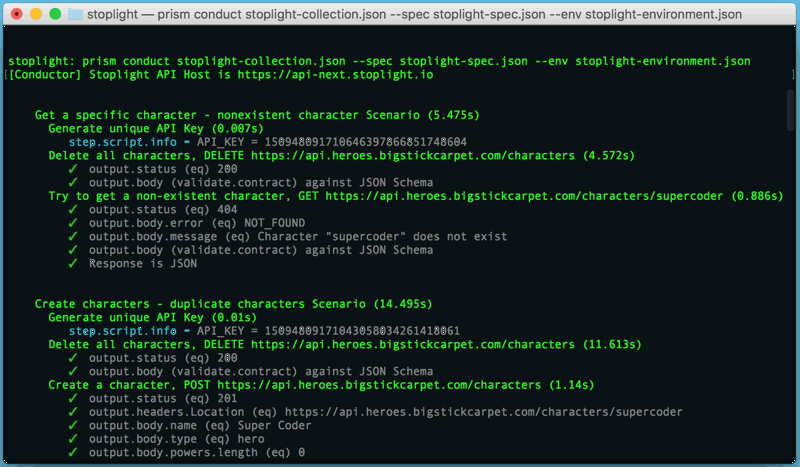 stoplight — prism conduct stoplight-collection.json --spec stoplight-spec.json --env stoplight-environment.json
stoplight: prism conduct stoplight-collection.json --spec stoplight-spec.json --env stoplight-environment.json
[[Conductor] Stoplight API Host is https://api-next.stoplight.io ]
Get a specific character - nonexistent character Scenario (5.475s)
Generate unique API Key (0.007s)
step.script.info - API_KEY = 15094809171064639786685174860​4
Delete all characters, DELETE https://api.heroes.bigstickcarpet.com/characters (4.572s)
✓ output.status (eq) 200
✓ output.body (validate.contract) against JSON Schema
Try to get a non-existent character, GET https://api.heroes.bigstickcarpet.com/characters/supercoder (0.886s)
✓ output.status (eq) 404
✓ output.body.error (eq) NOT_FOUND
✓ output.body.message (eq) Character "supercoder" does not exist
✓ output.body (validate.contract) against JSON Schema
✓ Response is JSON
Create characters - duplicate characters Scenario (14.495s)
Generate unique API Key (0.01s)
step.script.info - API_KEY = 150948091710430580342614180​61
Delete all characters, DELETE https://api.heroes.bigstickcarpet.com/characters (11.613s)
✓ output.status (eq) 200
✓ output.body (validate.contract) against JSON Schema
Create a character, POST https://api.heroes.bigstickcarpet.com/characters (1.14s)
✓ output.status (eq) 201
✓ output.headers.Location (eq) https://api.heroes.bigstickcarpet.com/characters/supercoder
✓ output.body.name (eq) Super Coder
✓ output.body.type (eq) hero
✓ output.body.powers.length (eq) 0